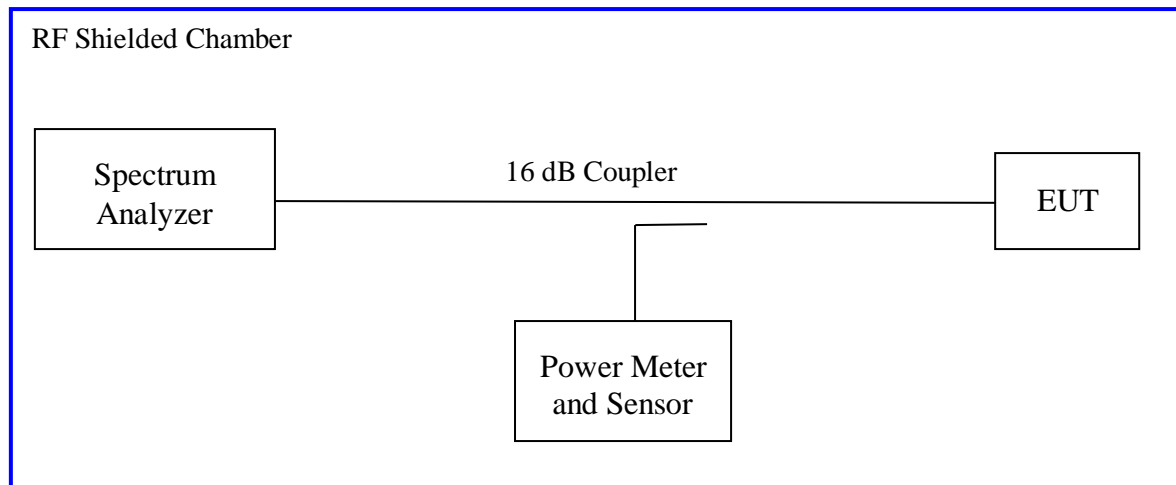 RF Shielded Chamber
Spectrum
Analyzer
16 dB Coupler
EUT
Power Meter
and Sensor